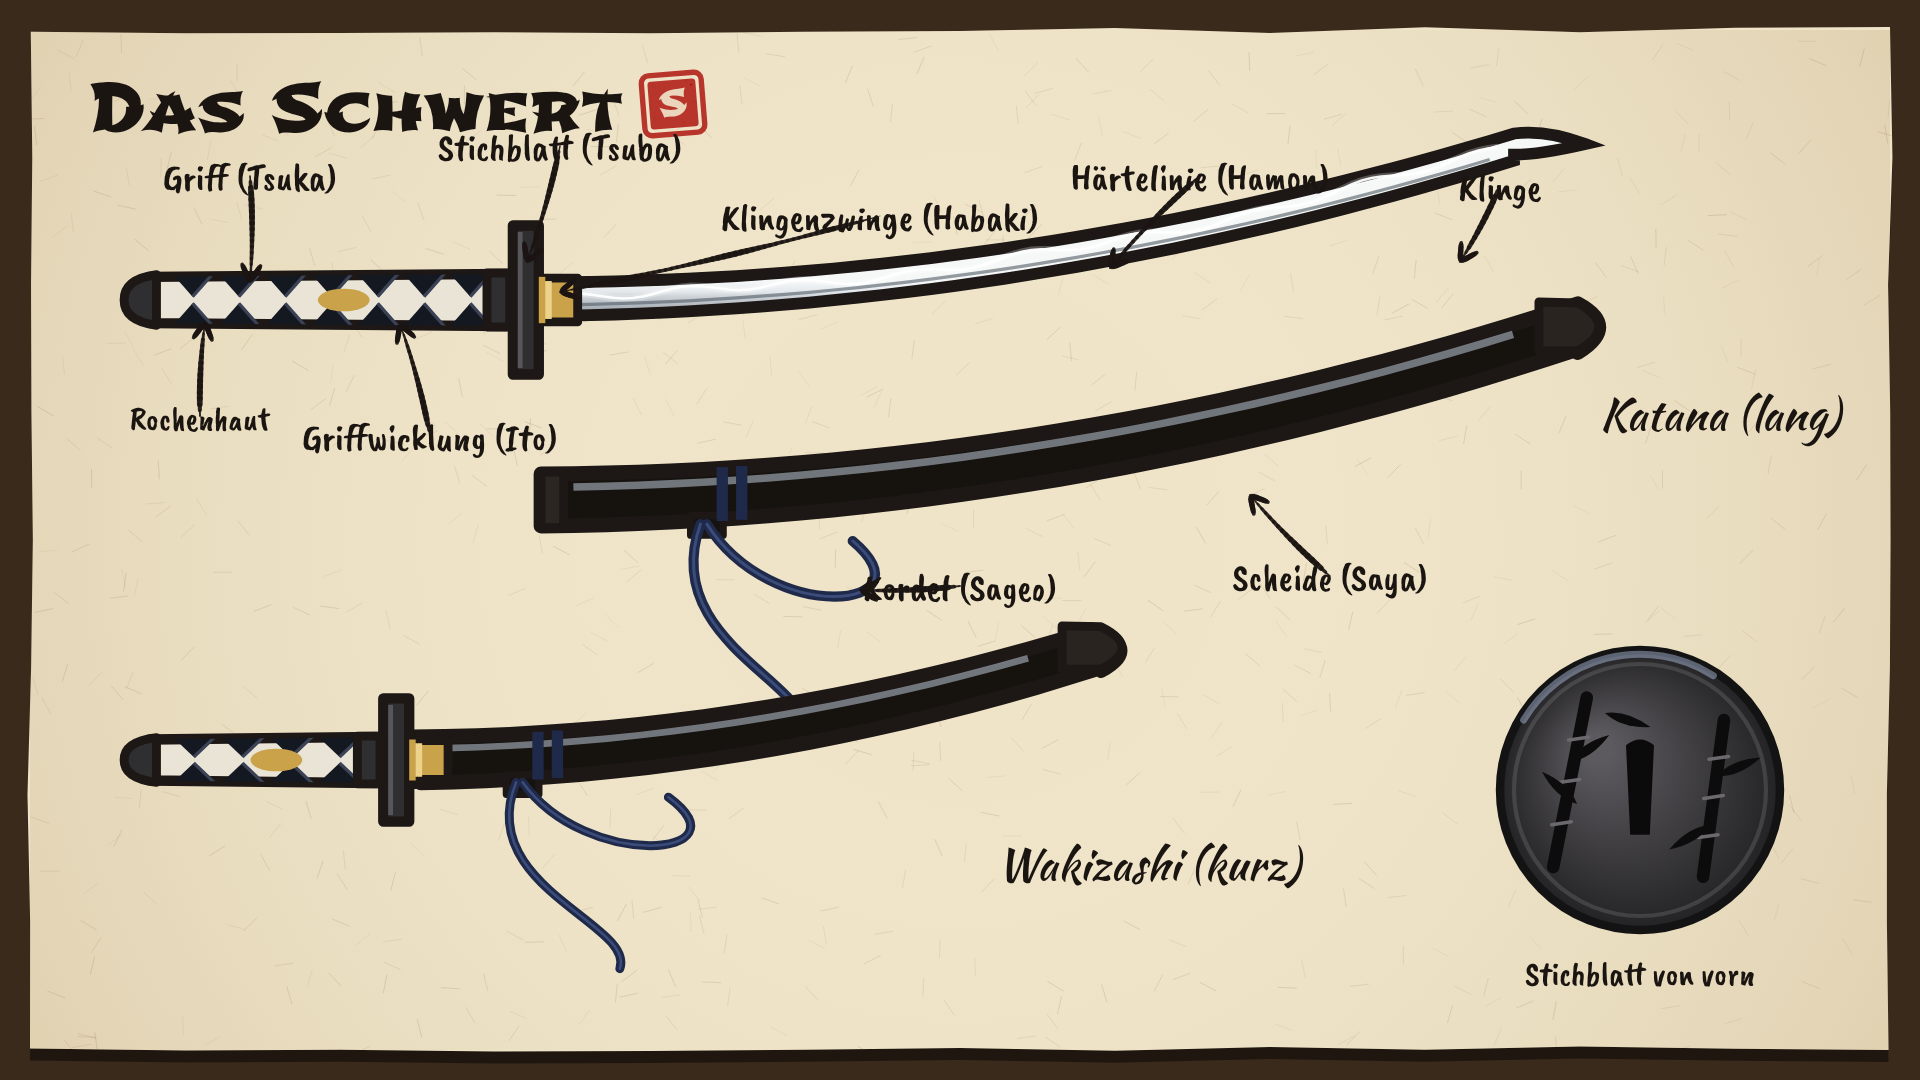 Das Schwert
S
Stichblatt (Tsuba)
Griff (Tsuka)
Härtelinie (Hamon)
Klinge
Klingenzwinge (Habaki)
Rochenhaut
Griffwicklung (Ito)
Katana (lang)
Kordel (Sageo)
Scheide (Saya)
Wakizashi (kurz)
Stichblatt von vorn